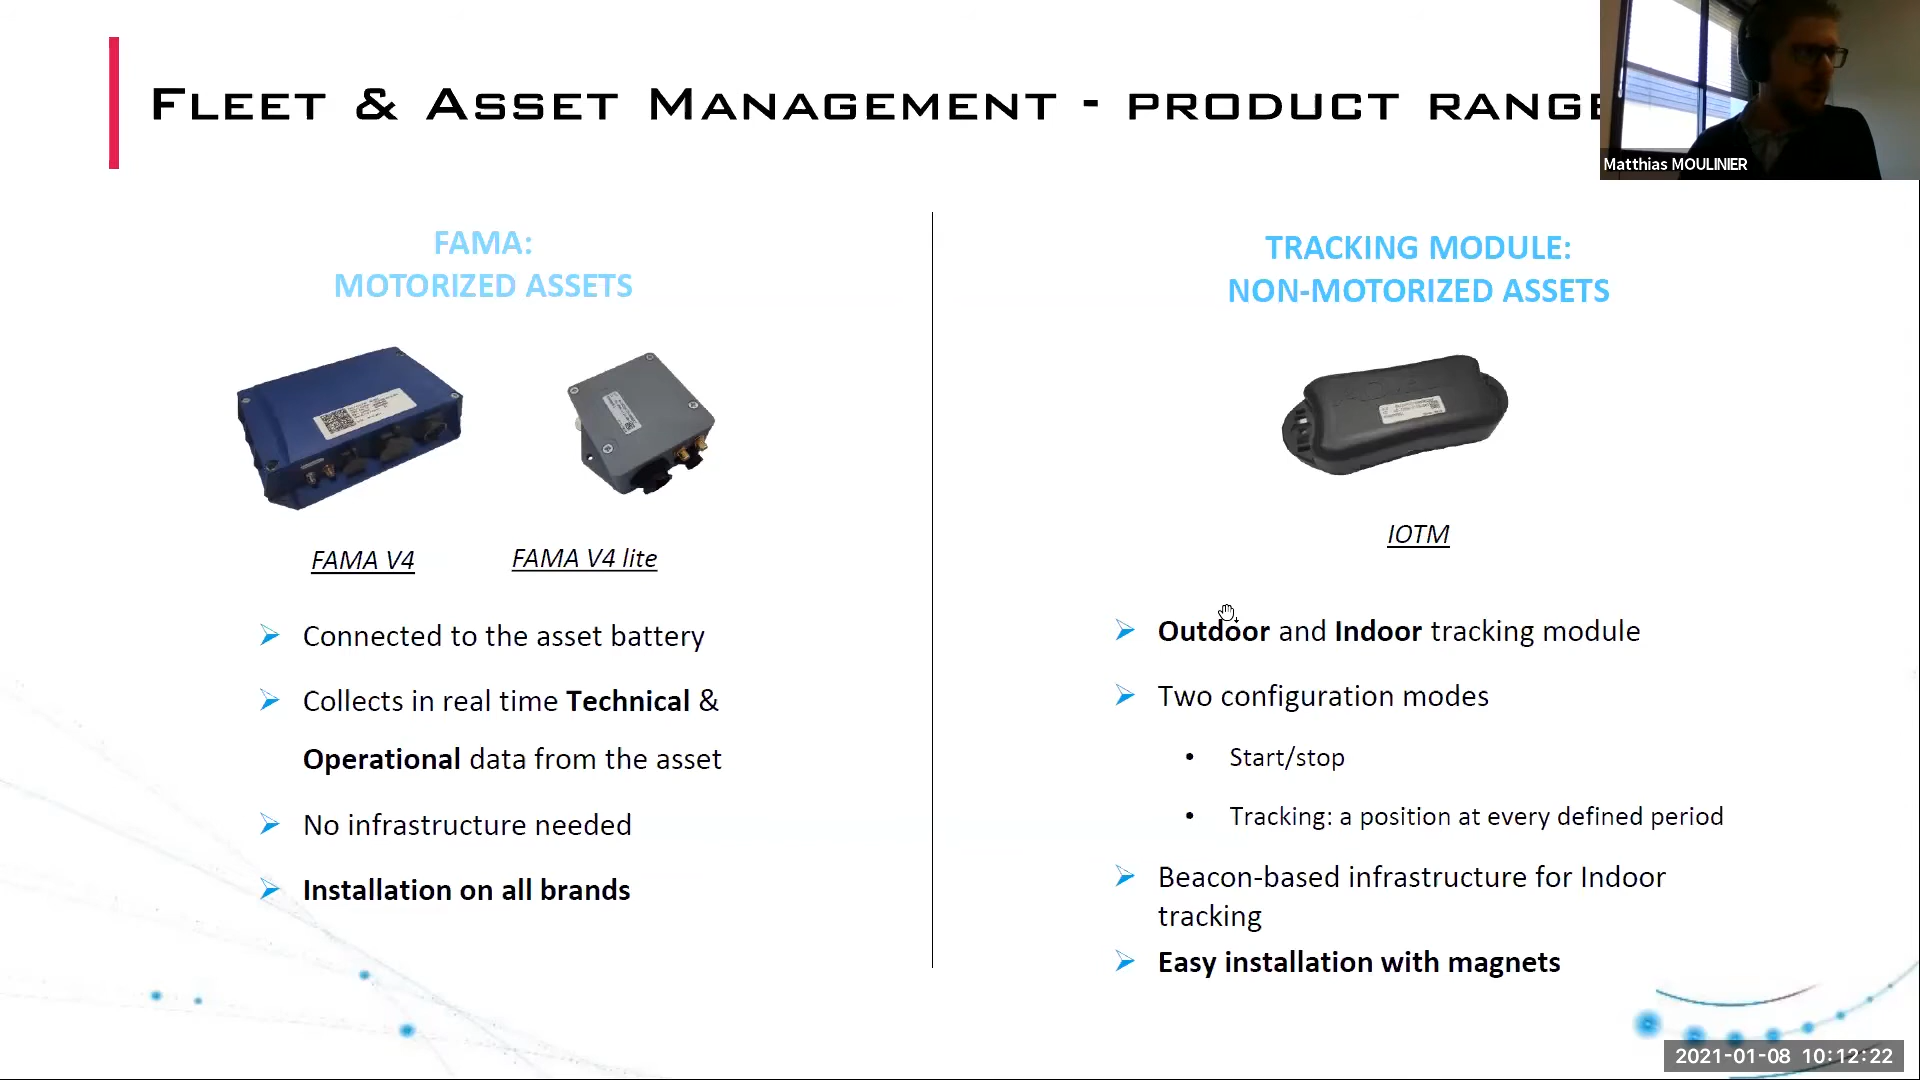 FLEET & ASSET MANAGEMENT - PRODUCT RANGE
Matthias MOULINIER
FAMA:
MOTORIZED ASSETS
FAMA V4
FAMA V4 lite
➢ Connected to the asset battery
➢ Collects in real time Technical &
Operational data from the asset
➢ No infrastructure needed
➢ Installation on all brands
TRACKING MODULE:
NON-MOTORIZED ASSETS
IOTM
➢ Outdoor and Indoor tracking module
➢ Two configuration modes
• Start/stop
• Tracking: a position at every defined period
➢ Beacon-based infrastructure for Indoor
tracking
➢ Easy installation with magnets
2021-01-08 10:12:22